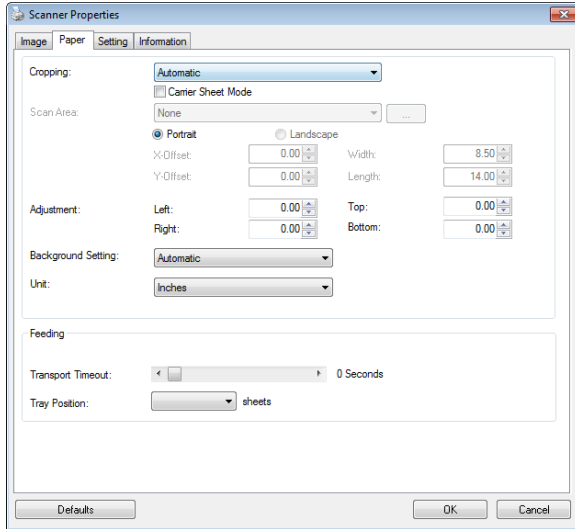 Scanner Properties
Image Paper Setting Information
Cropping: Automatic
Carrier Sheet Mode
Scan Area: None ...
Portrait Landscape
X-Offset: 0.00 Width: 8.50
Y-Offset: 0.00 Length: 14.00
Adjustment: Left: 0.00 Top: 0.00
Right: 0.00 Bottom: 0.00
Background Setting: Automatic
Unit: Inches
Feeding
Transport Timeout: 0 Seconds
Tray Position: sheets
Defaults OK Cancel